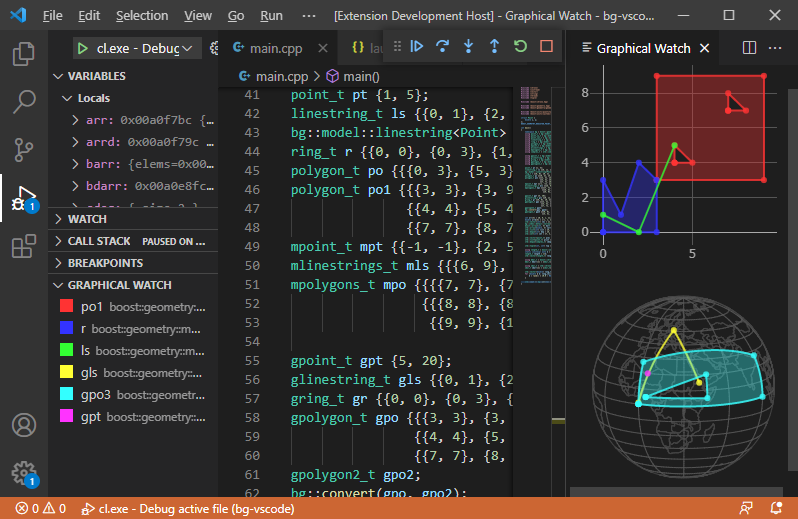 File Edit Selection View Go Run ··· [Extension Development Host] - Graphical Watch - bg-vsco...
cl.exe - Debug
main.cpp
Graphical Watch
main.cpp > main()
VARIABLES
Locals
arr: 0x00a0f7bc {…
arrd: 0x00a0f79c …
barr: {elems=0x00…
bdarr: 0x00a0e8fc…
WATCH
CALL STACK PAUSED ON ...
BREAKPOINTS
GRAPHICAL WATCH
po1 boost::geometry:...
r boost::geometry::m...
ls boost::geometry::m...
gls boost::geometry:...
gpo3 boost::geometr...
gpt boost::geometry:...
41 point_t pt {1, 5};
42 linestring_t ls {{0, 1}, {2,
43 bg::model::linestring<Point>
44 ring_t r {{0, 0}, {0, 3}, {1,
45 polygon_t po {{{0, 3}, {5, 3}
46 polygon_t po1 {{{3, 3}, {3, 9
47 {{4, 4}, {5, 4
48 {{7, 7}, {8, 7
49 mpoint_t mpt {{-1, -1}, {2, 5
50 mlinestrings_t mls {{{6, 9},
51 mpolygons_t mpo {{{{7, 7}, {7
52 {{{8, 8}, {8
53 {{9, 9}, {1
54
55 gpoint_t gpt {5, 20};
56 glinestring_t gls {{0, 1}, {2
57 gring_t gr {{0, 0}, {0, 3}, {
58 gpolygon_t gpo {{{3, 3}, {3,
59 {{4, 4}, {5,
60 {{7, 7}, {8,
61 gpolygon2_t gpo2;
62 bg::convert(gpo, gpo2);
8
6
4
2
0
0 5
1
1
0 0 cl.exe - Debug active file (bg-vscode)